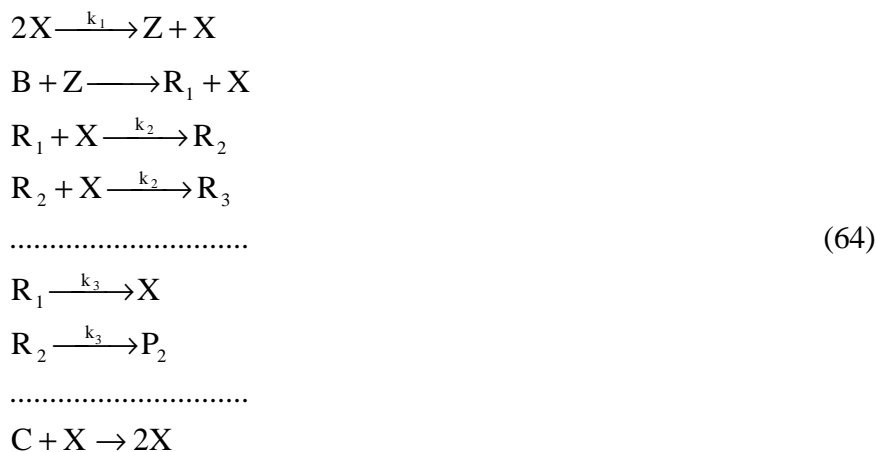 2X —k₁→ Z + X
B + Z ——→ R₁ + X
R₁ + X —k₂→ R₂
R₂ + X —k₂→ R₃
.............................. (64)
R₁ —k₃→ X
R₂ —k₃→ P₂
..............................
C + X → 2X